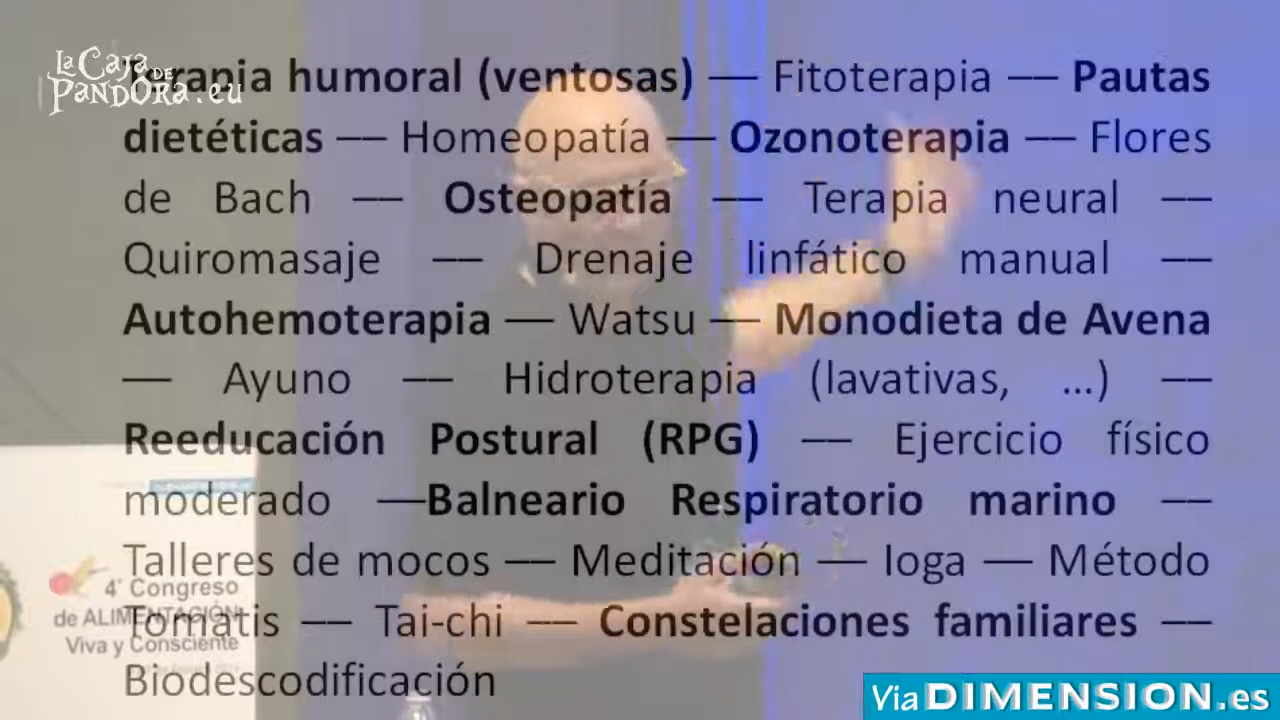 LA CAJA
DE
PANDORA.eu
Terapia humoral (ventosas) — Fitoterapia — Pautas
dietéticas — Homeopatía — Ozonoterapia — Flores
de Bach — Osteopatía — Terapia neural —
Quiromasaje — Drenaje linfático manual —
Autohemoterapia — Watsu — Monodieta de Avena
— Ayuno — Hidroterapia (lavativas, ...) —
Reeducación Postural (RPG) — Ejercicio físico
moderado —Balneario Respiratorio marino —
Talleres de mocos — Meditación — Ioga — Método
Tomatis — Tai-chi — Constelaciones familiares —
Biodescodificación
4º Congreso
de ALIMENTACIÓN
Viva y Consciente
ViaDIMENSION.es